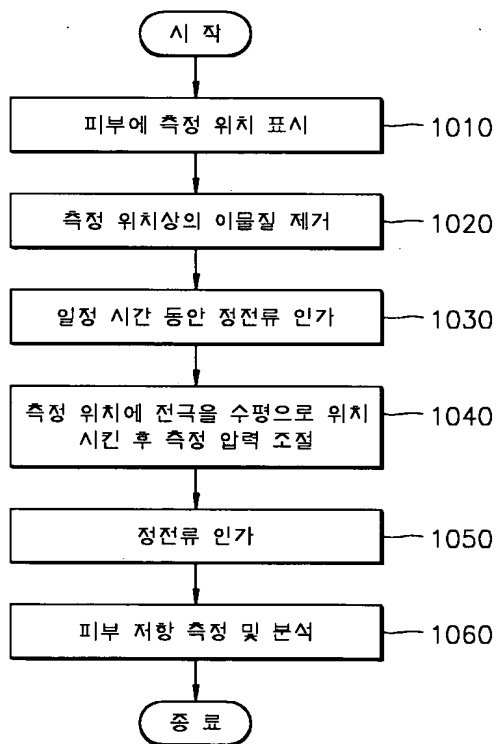 시 작
피부에 측정 위치 표시
1010
측정 위치상의 이물질 제거
1020
일정 시간 동안 정전류 인가
1030
측정 위치에 전극을 수평으로 위치
시킨 후 측정 압력 조절
1040
정전류 인가
1050
피부 저항 측정 및 분석
1060
종 료